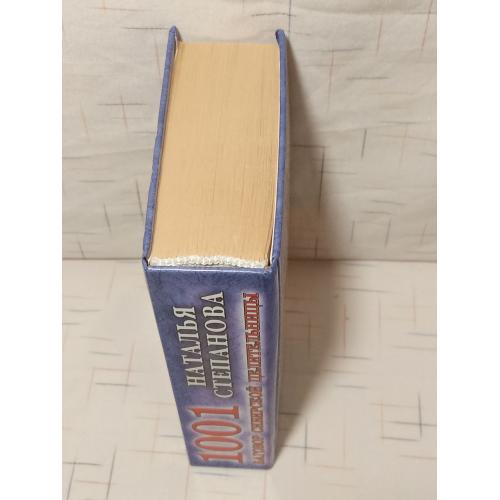 НАТАЛЬЯ
СТЕПАНОВА
1001
ЗАГОВОР СИБИРСКОЙ ЦЕЛИТЕЛЬНИЦЫ